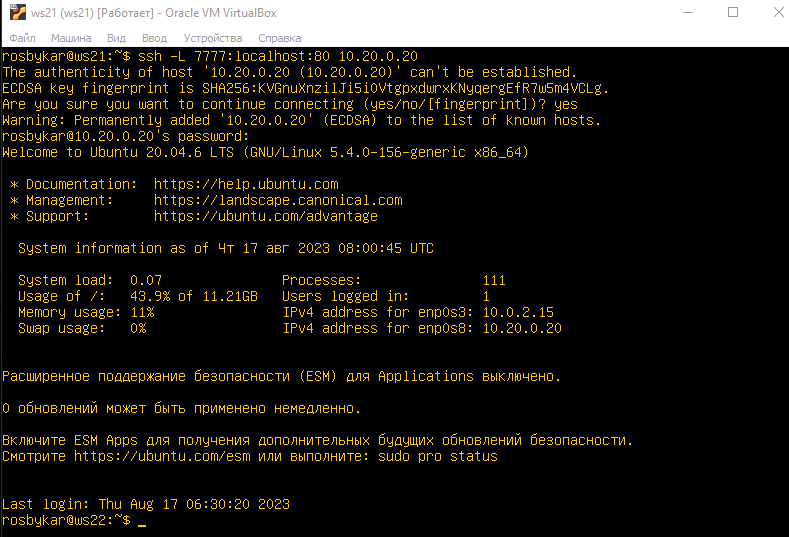 ws21 (ws21) [Работает] - Oracle VM VirtualBox
Файл Машина Вид Ввод Устройства Справка
rosbykar@ws21:~$ ssh -L 7777:localhost:80 10.20.0.20
The authenticity of host '10.20.0.20 (10.20.0.20)' can't be established.
ECDSA key fingerprint is SHA256:KVGnuXnzilJi5i0VtgpxdwrxKNyqergEfR7w5m4VCLg.
Are you sure you want to continue connecting (yes/no/[fingerprint])? yes
Warning: Permanently added '10.20.0.20' (ECDSA) to the list of known hosts.
rosbykar@10.20.0.20's password:
Welcome to Ubuntu 20.04.6 LTS (GNU/Linux 5.4.0-156-generic x86_64)
* Documentation: https://help.ubuntu.com
* Management: https://landscape.canonical.com
* Support: https://ubuntu.com/advantage
System information as of Чт 17 авг 2023 08:00:45 UTC
System load: 0.07 Processes: 111
Usage of /: 43.9% of 11.21GB Users logged in: 1
Memory usage: 11% IPv4 address for enp0s3: 10.0.2.15
Swap usage: 0% IPv4 address for enp0s8: 10.20.0.20
Расширенное поддержание безопасности (ESM) для Applications выключено.
0 обновлений может быть применено немедленно.
Включите ESM Apps для получения дополнительных будущих обновлений безопасности.
Смотрите https://ubuntu.com/esm или выполните: sudo pro status
Last login: Thu Aug 17 06:30:20 2023
rosbykar@ws22:~$ _